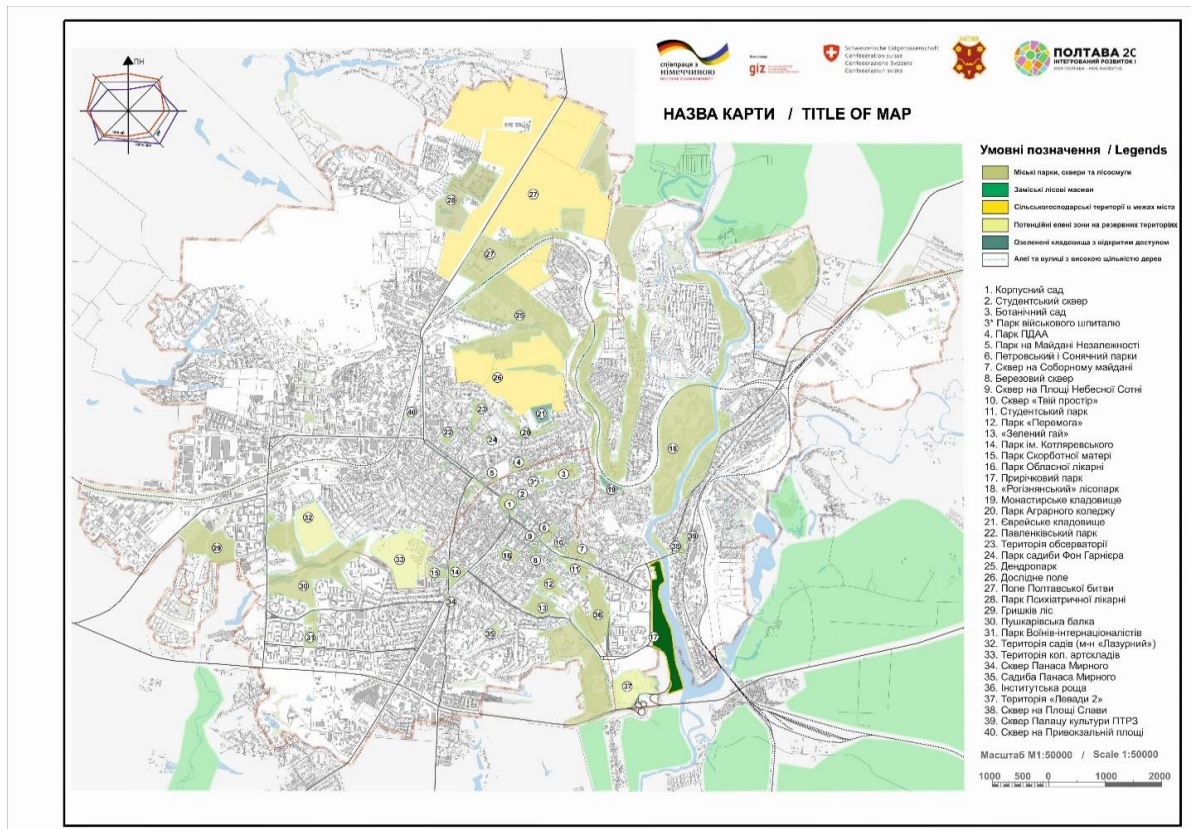 ПН
співпраця з
НІМЕЧЧИНОЮ
giz
Schweizerische Eidgenossenschaft
Confédération suisse
Confederazione Svizzera
Confederaziun svizra
ПОЛТАВА
ІНТЕГРОВАНИЙ РОЗВИТОК
НАЗВА КАРТИ / TITLE OF MAP
Умовні позначення / Legends
Міські парки, сквери та лісосмуги
Заміські лісові масиви
Сільськогосподарські території в межах міста
Потенційні елені зони на резервних територіях
Озеленені кладовища з відкритим доступом
Алеї та вулиці з високою щільністю дерев
1. Корпусний сад
2. Студентський сквер
3. Ботанічний сад
3* Парк військового шпиталю
4. Парк ПДАА
5. Парк на Майдані Незалежності
6. Петровський і Сонячний парки
7. Сквер на Соборному майдані
8. Березовий сквер
9. Сквер на Площі Небесної Сотні
10. Сквер «Твій простір»
11. Студентський парк
12. Парк «Перемога»
13. «Зелений гай»
14. Парк ім. Котляревського
15. Парк Скорботної матері
16. Парк Обласної лікарні
17. Прирічковий парк
18. «Рогізнянський» лісопарк
19. Монастирське кладовище
20. Парк Аграрного коледжу
21. Єврейське кладовище
22. Павленківський парк
23. Територія обсерваторії
24. Парк садиби Фон Гарнієра
25. Дендропарк
26. Дослідне поле
27. Поле Полтавської битви
28. Парк Психіатричної лікарні
29. Гришків ліс
30. Пушкарівська балка
31. Парк Воїнів-інтернаціоналістів
32. Територія садів (м-н «Лазурний»)
33. Територія кол. артскладів
34. Сквер Панаса Мирного
35. Садиба Панаса Мирного
36. Інститутська роща
37. Територія «Левади 2»
38. Сквер на Площі Слави
39. Сквер Палацу культури ПТРЗ
40. Сквер на Привокзальній площі
Масштаб М1:50000 / Scale 1:50000
1000 500 0 1000 2000